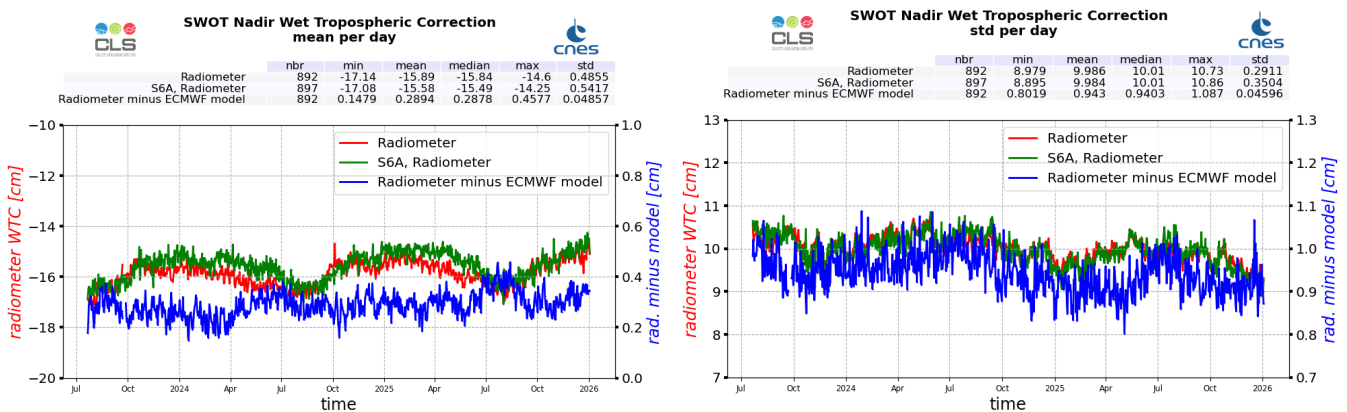 SWOT Nadir Wet Tropospheric Correction
mean per day
CLS
cnes
nbr min mean median max std
Radiometer 892 -17.14 -15.89 -15.84 -14.6 0.4855
S6A, Radiometer 897 -17.08 -15.58 -15.49 -14.25 0.5417
Radiometer minus ECMWF model 892 0.1479 0.2894 0.2878 0.4577 0.04857
−10 1.0
Radiometer
S6A, Radiometer
Radiometer minus ECMWF model
−12 0.8
−14 0.6
−16 0.4
−18 0.2
−20 0.0
radiometer WTC [cm]
rad. minus model [cm]
Jul Oct 2024 Apr Jul Oct 2025 Apr Jul Oct 2026
time
SWOT Nadir Wet Tropospheric Correction
std per day
CLS
cnes
nbr min mean median max std
Radiometer 892 8.979 9.986 10.01 10.73 0.2911
S6A, Radiometer 897 8.895 9.984 10.01 10.86 0.3504
Radiometer minus ECMWF model 892 0.8019 0.943 0.9403 1.087 0.04596
13 1.3
Radiometer
S6A, Radiometer
Radiometer minus ECMWF model
12 1.2
11 1.1
10 1.0
9 0.9
8 0.8
7 0.7
radiometer WTC [cm]
rad. minus model [cm]
Jul Oct 2024 Apr Jul Oct 2025 Apr Jul Oct 2026
time